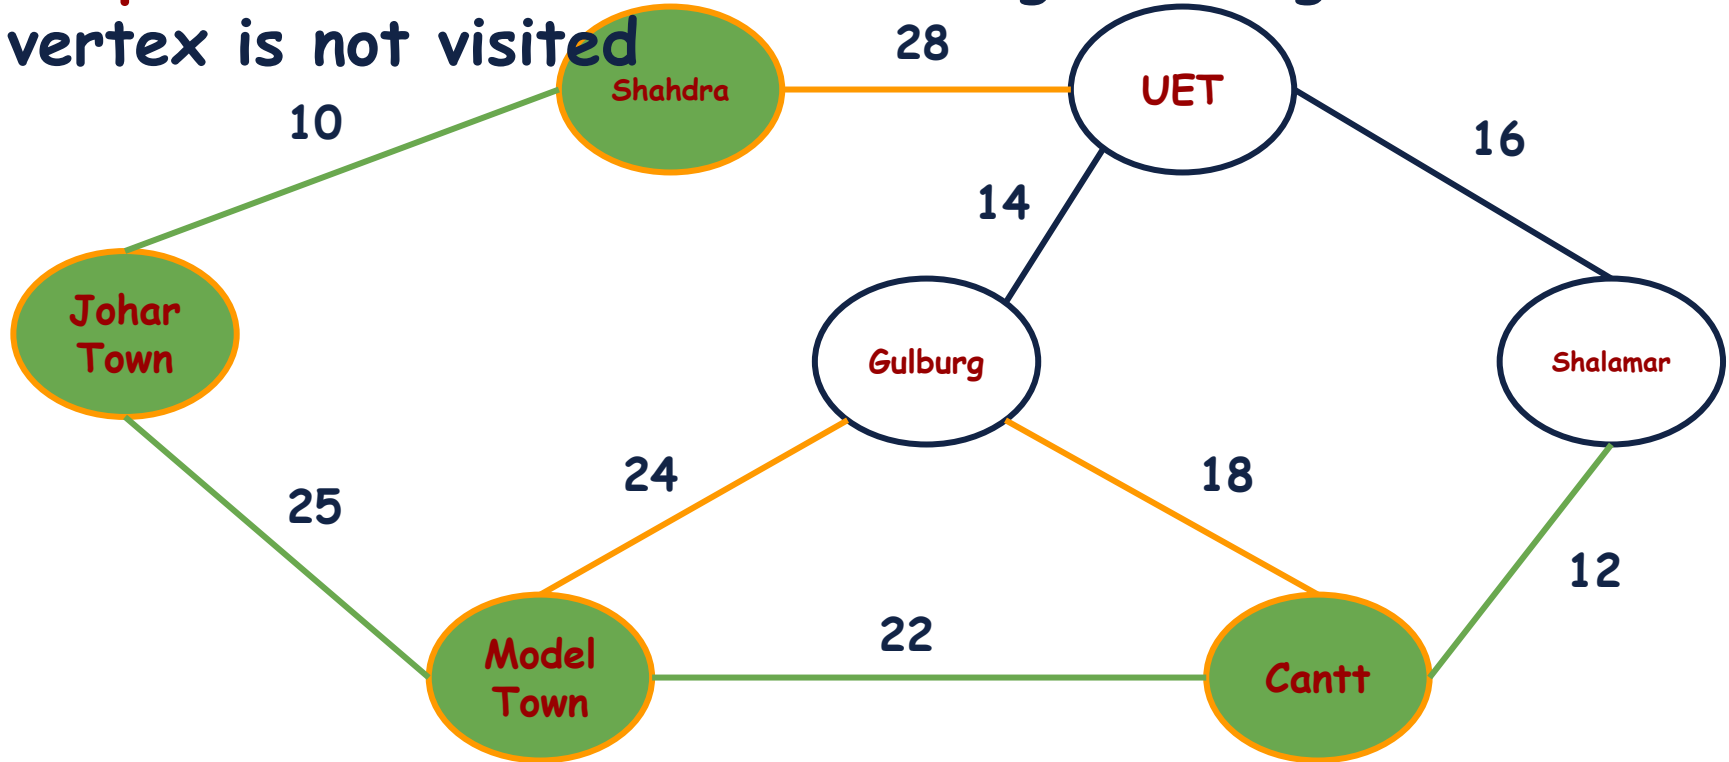 vertex is not visited
28
Shahdra
UET
10
16
14
Johar
Town
Gulburg
Shalamar
24
18
25
12
22
Model
Town
Cantt